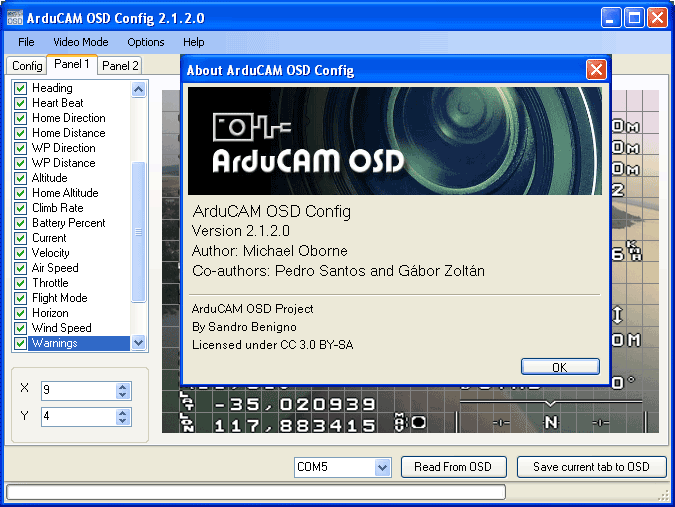 ArduCAM OSD Config 2.1.2.0
File Video Mode Options Help
Config Panel 1 Panel 2
Heading
Heart Beat
Home Direction
Home Distance
WP Direction
WP Distance
Altitude
Home Altitude
Climb Rate
Battery Percent
Current
Velocity
Air Speed
Throttle
Flight Mode
Horizon
Wind Speed
Warnings
X 9
Y 4
About ArduCAM OSD Config
ArduCAM OSD
ArduCAM OSD Config
Version 2.1.2.0
Author: Michael Oborne
Co-authors: Pedro Santos and Gábor Zoltán
ArduCAM OSD Project
By Sandro Benigno
Licensed under CC 3.0 BY-SA
OK
LAT -35,020939
LON 117,883415
N
COM5 Read From OSD Save current tab to OSD